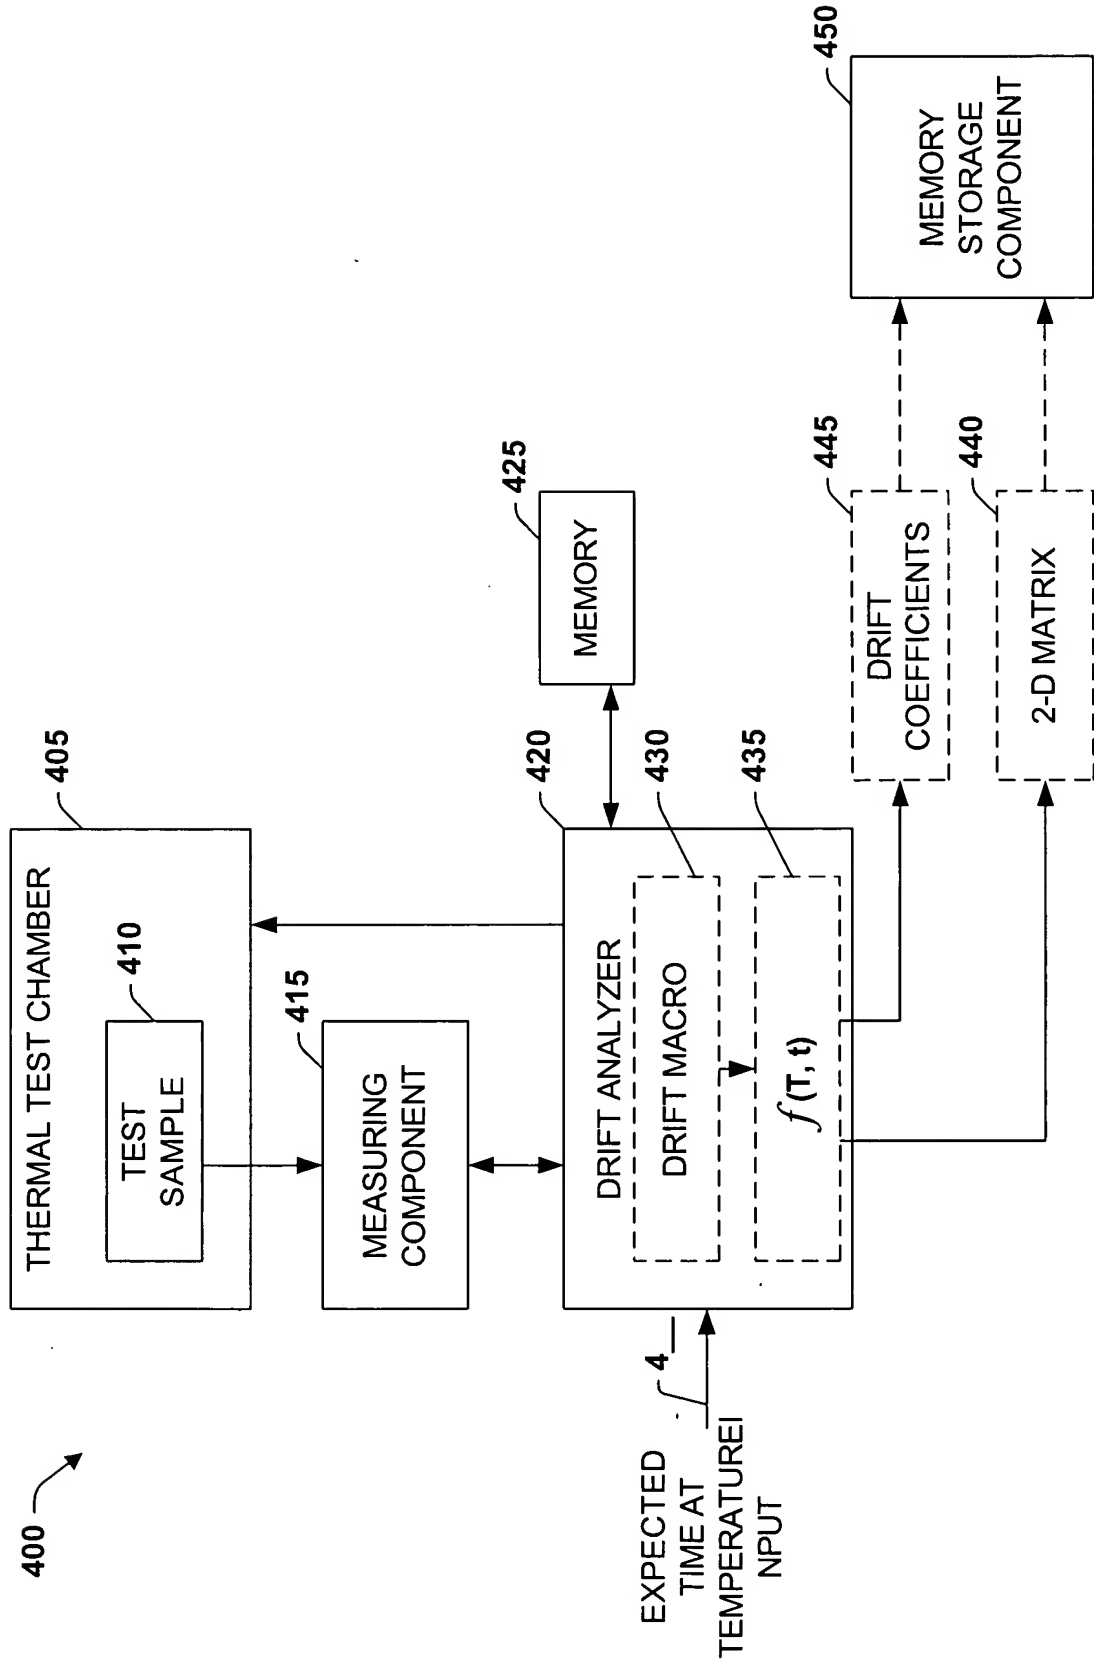 400
THERMAL TEST CHAMBER
405
TEST
SAMPLE
410
MEASURING
COMPONENT
415
DRIFT ANALYZER
420
MEMORY
425
DRIFT MACRO
430
f (T, t)
435
EXPECTED
TIME AT
TEMPERATUREI
NPUT
4_
DRIFT
COEFFICIENTS
445
2-D MATRIX
440
MEMORY
STORAGE
COMPONENT
450